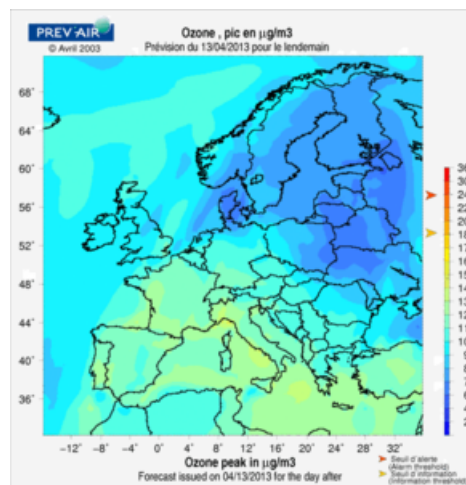 PREV'AIR
© Avril 2003
Ozone , pic en µg/m3
Prévision du 13/04/2013 pour le lendemain
68°
64°
60°
56°
52°
48°
44°
40°
36°
-12° -8° -4° 0° 4° 8° 12° 16° 20° 24° 28° 32°
Ozone peak in µg/m3
Forecast issued on 04/13/2013 for the day after
Seuil d'alerte
(Alarm threshold)
Seuil d'information
(Information threshold)